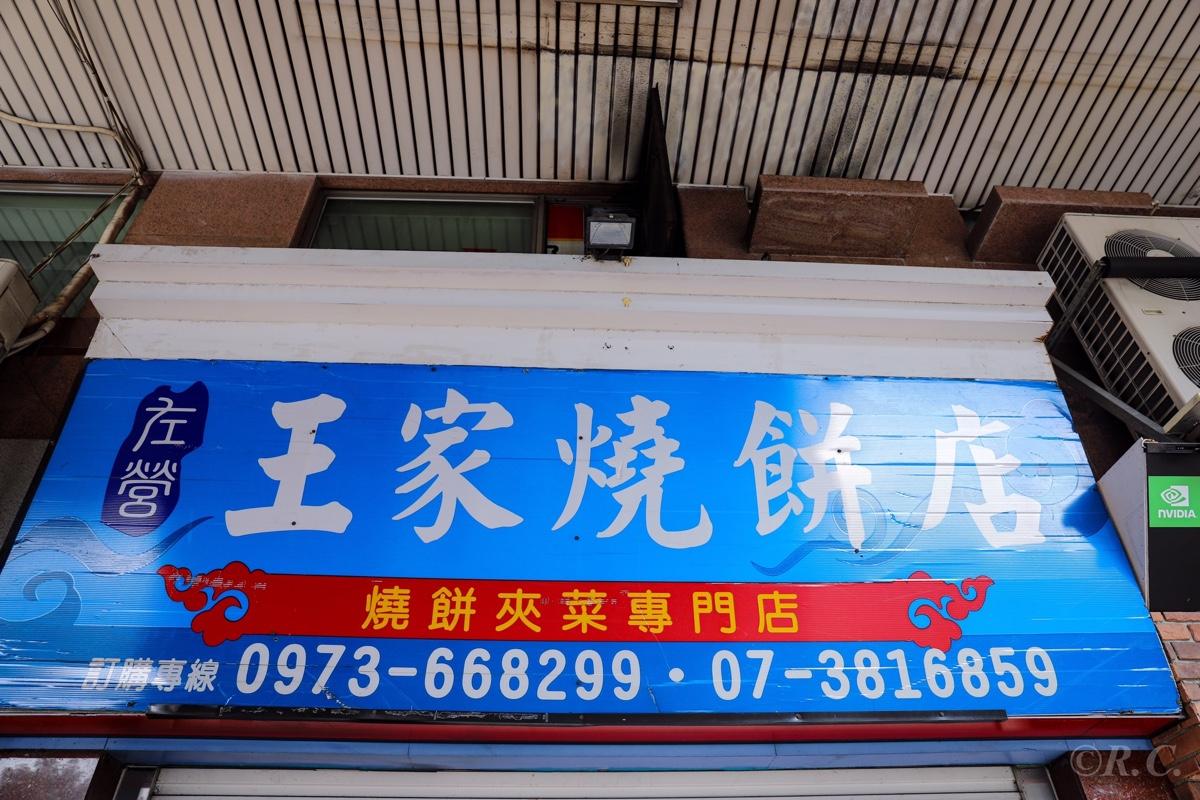 左營
王家燒餅店
燒餅夾菜專門店
訂購專線 0973-668299・07-3816859
NVIDIA
©R. C.